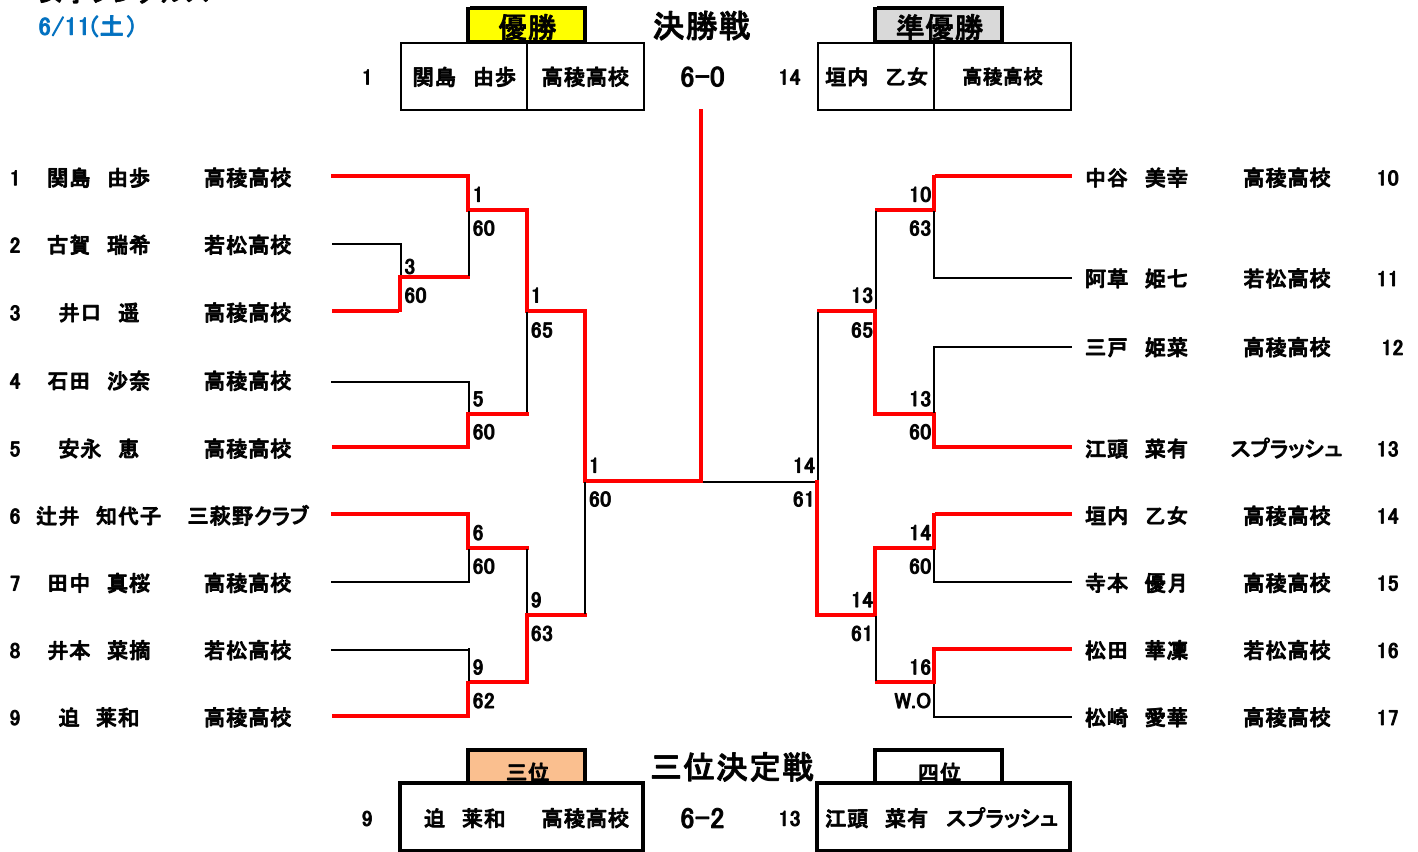 6/11(土)
優勝 決勝戦 準優勝
1 関島 由歩 高稜高校 6-0 14 垣内 乙女 高稜高校
1 関島 由歩 高稜高校 中谷 美幸 高稜高校 10
1 10
60 63
2 古賀 瑞希 若松高校
3
60
阿草 姫七 若松高校 11
3 井口 遥 高稜高校
1 13
65 65
三戸 姫菜 高稜高校 12
4 石田 沙奈 高稜高校
5 13
60 60
5 安永 恵 高稜高校 江頭 菜有 スプラッシュ 13
1 14
60 61
6 辻井 知代子 三萩野クラブ 垣内 乙女 高稜高校 14
6 14
60 60
7 田中 真桜 高稜高校 寺本 優月 高稜高校 15
9 14
63 61
8 井本 菜摘 若松高校 松田 華凜 若松高校 16
9 16
62 W.O
9 迫 莱和 高稜高校 松崎 愛華 高稜高校 17
三位 三位決定戦 四位
9 迫 莱和 高稜高校 6-2 13 江頭 菜有 スプラッシュ